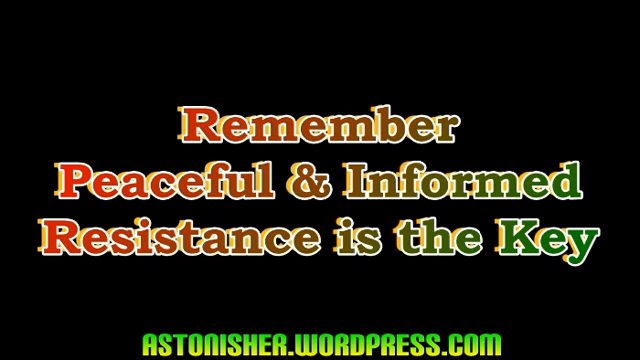 Remember
Peaceful & Informed
Resistance is the Key
ASTONISHER.WORDPRESS.COM